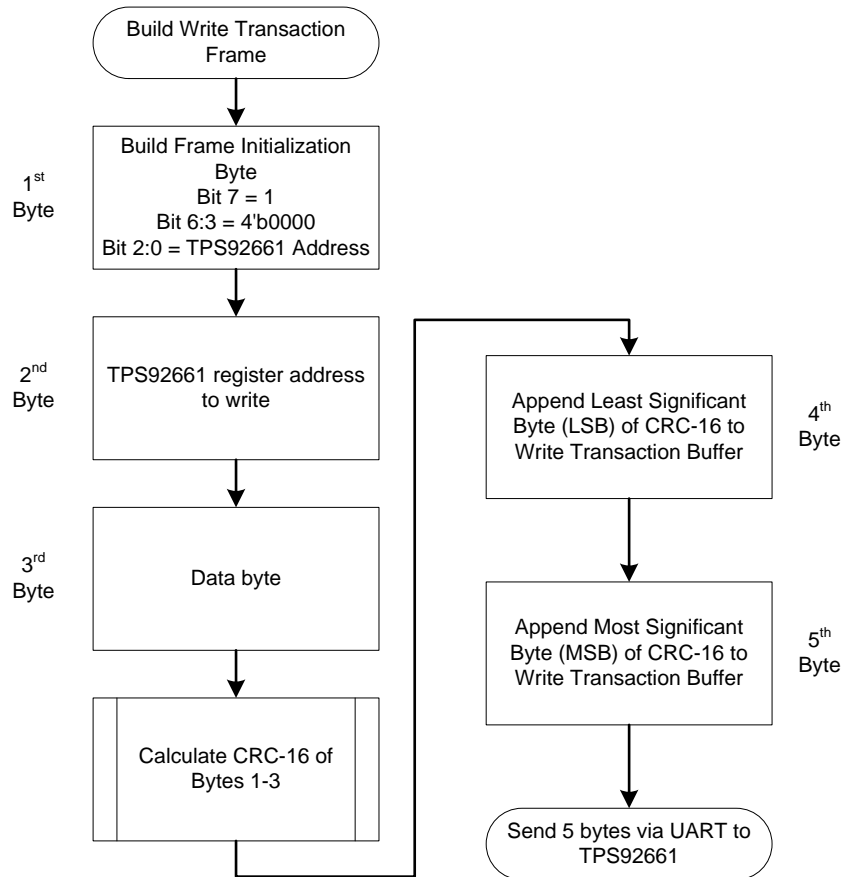 Build Write Transaction
Frame
1st
Byte
Build Frame Initialization
Byte
Bit 7 = 1
Bit 6:3 = 4'b0000
Bit 2:0 = TPS92661 Address
2nd
Byte
TPS92661 register address
to write
3rd
Byte
Data byte
Calculate CRC-16 of
Bytes 1-3
Append Least Significant
Byte (LSB) of CRC-16 to
Write Transaction Buffer
4th
Byte
Append Most Significant
Byte (MSB) of CRC-16 to
Write Transaction Buffer
5th
Byte
Send 5 bytes via UART to
TPS92661